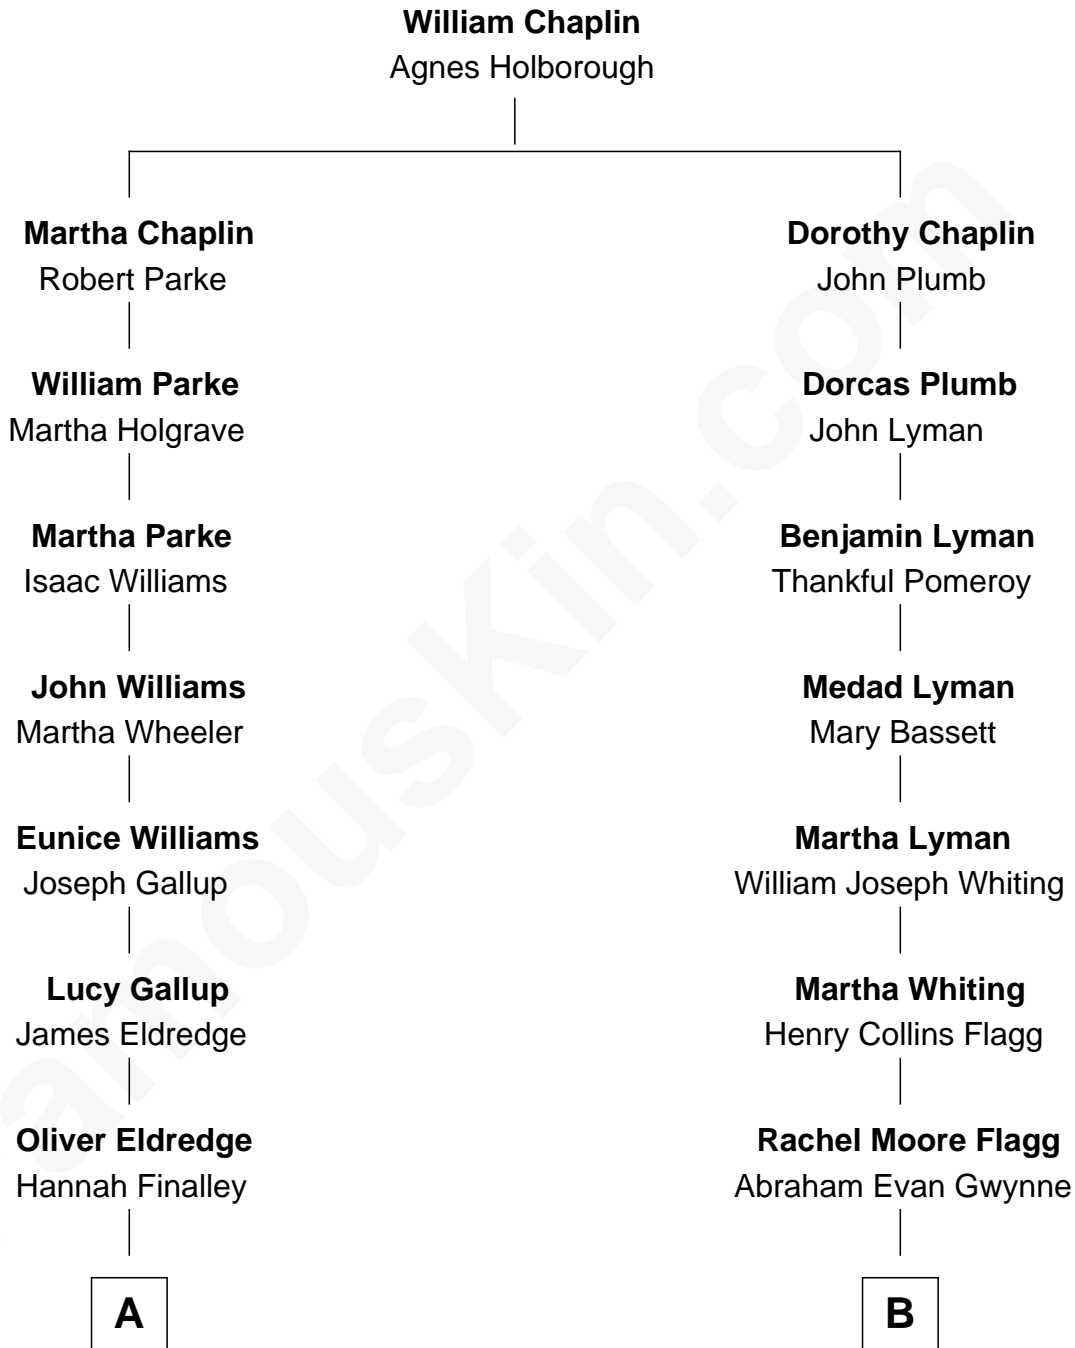 William Chaplin
Agnes Holborough
Martha Chaplin
Robert Parke
Dorothy Chaplin
John Plumb
William Parke
Martha Holgrave
Dorcas Plumb
John Lyman
Martha Parke
Isaac Williams
Benjamin Lyman
Thankful Pomeroy
John Williams
Martha Wheeler
Medad Lyman
Mary Bassett
Eunice Williams
Joseph Gallup
Martha Lyman
William Joseph Whiting
Lucy Gallup
James Eldredge
Martha Whiting
Henry Collins Flagg
Oliver Eldredge
Hannah Finalley
Rachel Moore Flagg
Abraham Evan Gwynne
A
B
amouskin.com